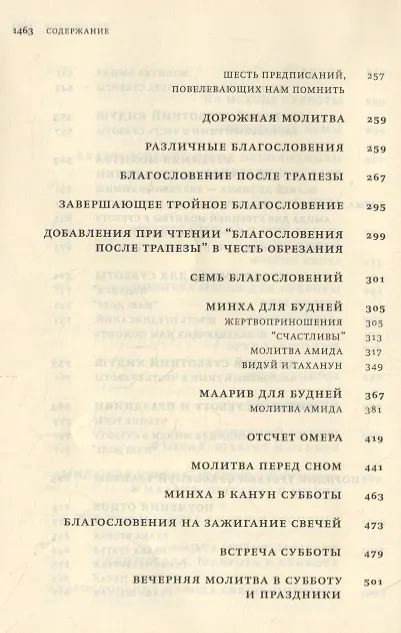 1463 СОДЕРЖАНИЕ
ШЕСТЬ ПРЕДПИСАНИЙ, 257
ПОВЕЛЕВАЮЩИХ НАМ ПОМНИТЬ
ДОРОЖНАЯ МОЛИТВА 259
РАЗЛИЧНЫЕ БЛАГОСЛОВЕНИЯ 259
БЛАГОСЛОВЕНИЕ ПОСЛЕ ТРАПЕЗЫ 267
ЗАВЕРШАЮЩЕЕ ТРОЙНОЕ БЛАГОСЛОВЕНИЕ 295
ДОБАВЛЕНИЯ ПРИ ЧТЕНИИ “БЛАГОСЛОВЕНИЯ 299
ПОСЛЕ ТРАПЕЗЫ” В ЧЕСТЬ ОБРЕЗАНИЯ
СЕМЬ БЛАГОСЛОВЕНИЙ 301
МИНХА ДЛЯ БУДНЕЙ 305
ЖЕРТВОПРИНОШЕНИЯ 305
“СЧАСТЛИВЫ” 313
МОЛИТВА АМИДА 317
ВИДУЙ И ТАХАНУН 349
МААРИВ ДЛЯ БУДНЕЙ 367
МОЛИТВА АМИДА 381
ОТСЧЕТ ОМЕРА 419
МОЛИТВА ПЕРЕД СНОМ 441
МИНХА В КАНУН СУББОТЫ 463
БЛАГОСЛОВЕНИЯ НА ЗАЖИГАНИЕ СВЕЧЕЙ 473
ВСТРЕЧА СУББОТЫ 479
ВЕЧЕРНЯЯ МОЛИТВА В СУББОТУ 501
И ПРАЗДНИКИ